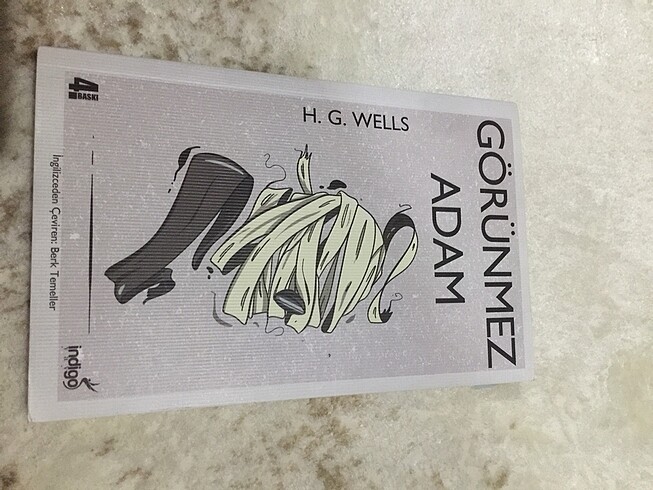 GÖRÜNMEZ
ADAM
H. G. WELLS
4.
BASKI
İngilizceden Çeviren: Berk Temeller
indigo